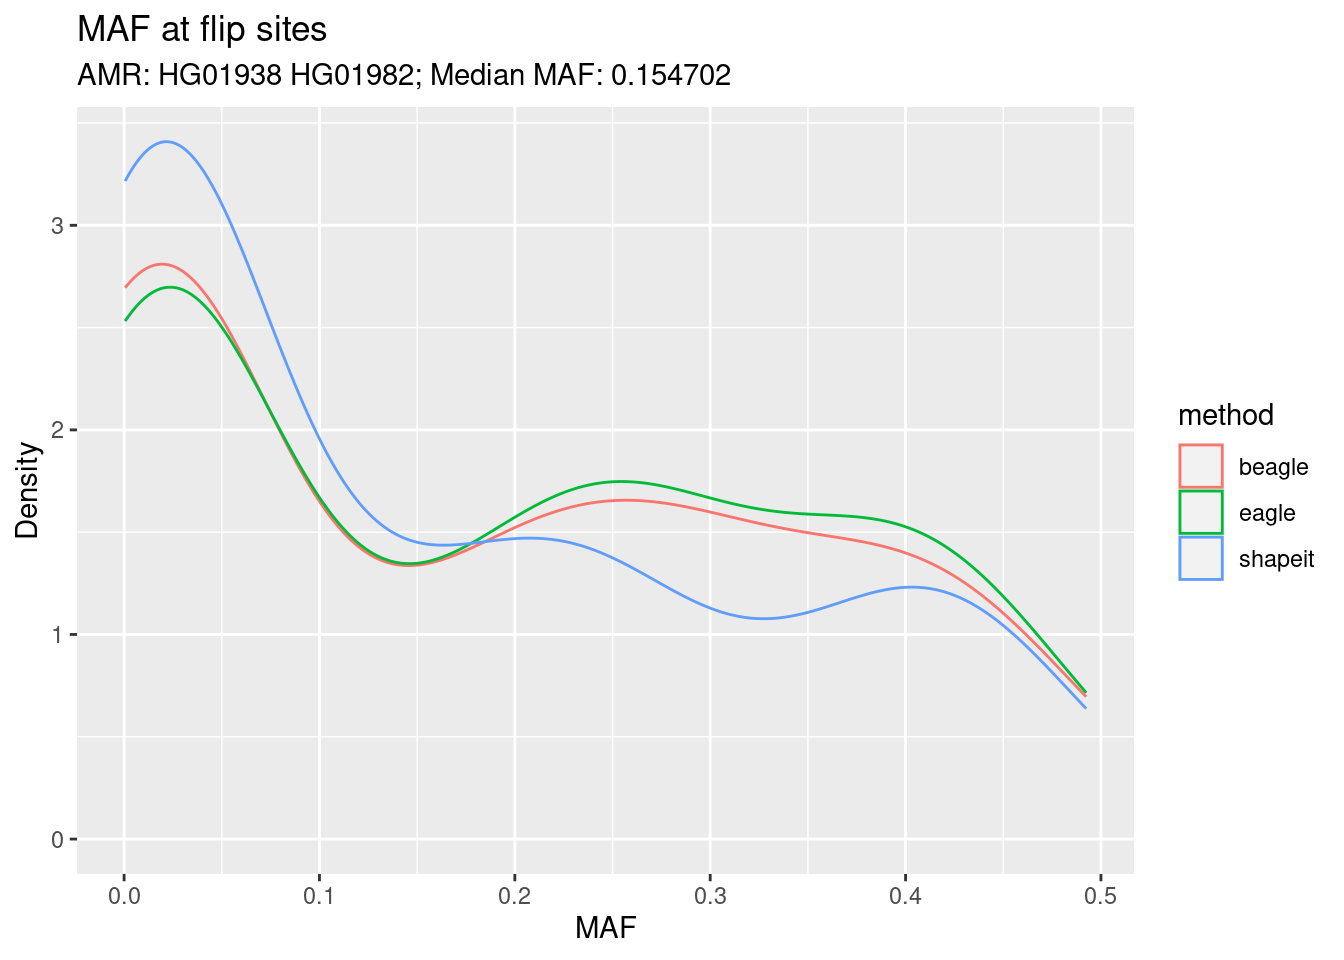 MAF at flip sites
AMR: HG01938 HG01982; Median MAF: 0.154702
3
2
1
0
Density
0.0 0.1 0.2 0.3 0.4 0.5
MAF
method
beagle
eagle
shapeit